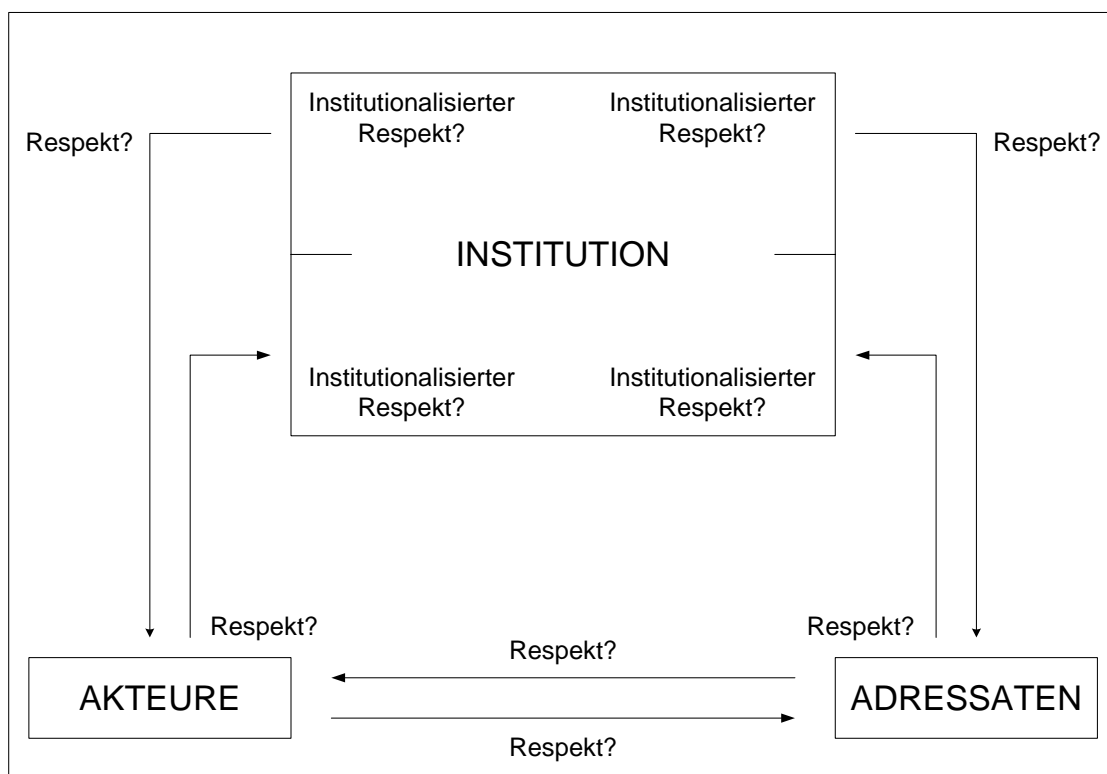 Institutionalisierter
Respekt?
Institutionalisierter
Respekt?
Respekt?
Respekt?
INSTITUTION
Institutionalisierter
Respekt?
Institutionalisierter
Respekt?
Respekt?
Respekt?
Respekt?
AKTEURE
ADRESSATEN
Respekt?